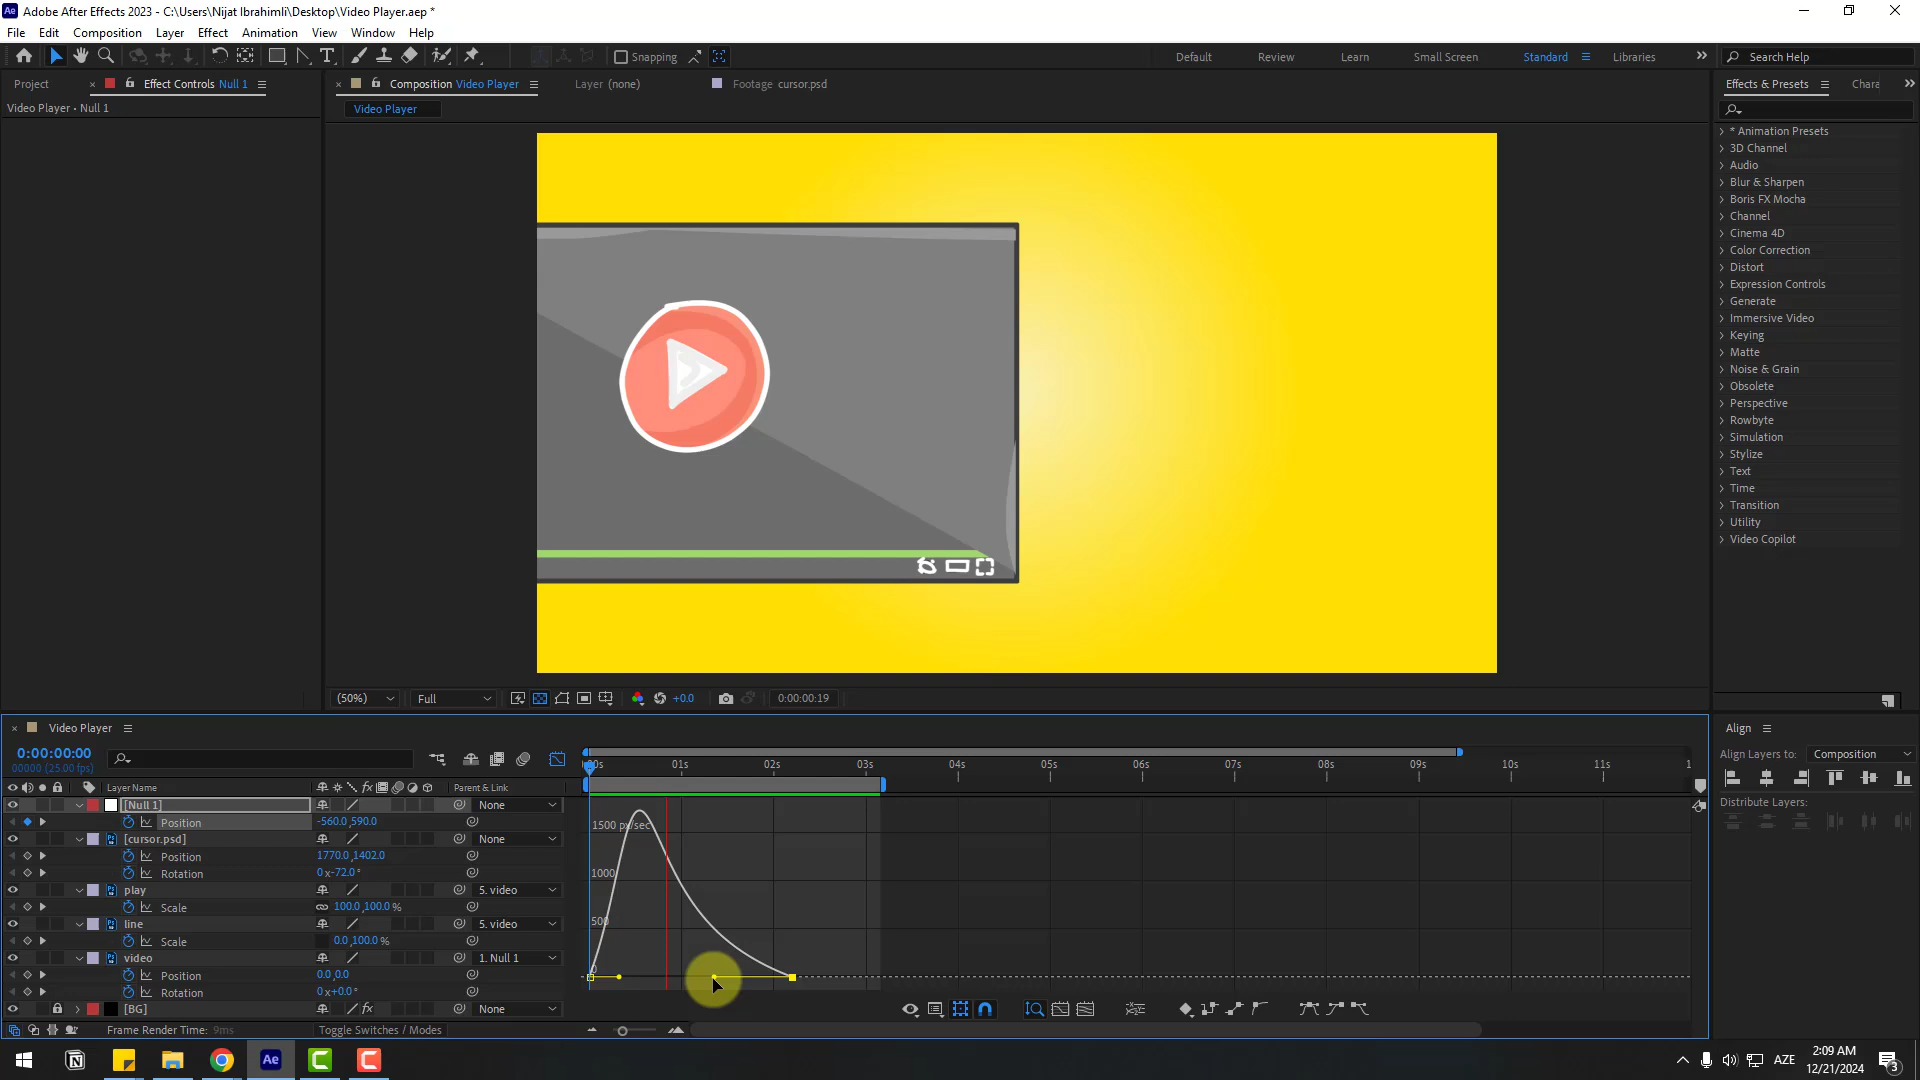 Adobe After Effects 2023 - C:\Users\Nijat Ibrahimli\Desktop\Video Player.aep *
File Edit Composition Layer Effect Animation View Window Help
Snapping
Default Review Learn Small Screen Standard Libraries Search Help
Project Effect Controls Null 1
Video Player • Null 1
Composition Video Player Layer (none) Footage cursor.psd
Video Player
Effects & Presets Chara
* Animation Presets
3D Channel
Audio
Blur & Sharpen
Boris FX Mocha
Channel
Cinema 4D
Color Correction
Distort
Expression Controls
Generate
Immersive Video
Keying
Matte
Noise & Grain
Obsolete
Perspective
Rowbyte
Simulation
Stylize
Text
Time
Transition
Utility
Video Copilot
(50%) Full +0.0 0:00:00:19
Video Player
0:00:00:00
00000 (25.00 fps)
Layer Name Parent & Link
[Null 1] None
Position -560.0,590.0
[cursor.psd] None
Position 1770.0,1402.0
Rotation 0x-72.0°
play 5. video
Scale 100.0,100.0 %
line 5. video
Scale 0.0,100.0 %
video 1. Null 1
Position 0.0,0.0
Rotation 0x+0.0°
[BG] None
Frame Render Time: 9ms Toggle Switches / Modes
00s 01s 02s 03s 04s 05s 06s 07s 08s 09s 10s 11s 1
1500 px/sec
1000
500
0
Align
Align Layers to: Composition
Distribute Layers:
AZE
2:09 AM
12/21/2024
3